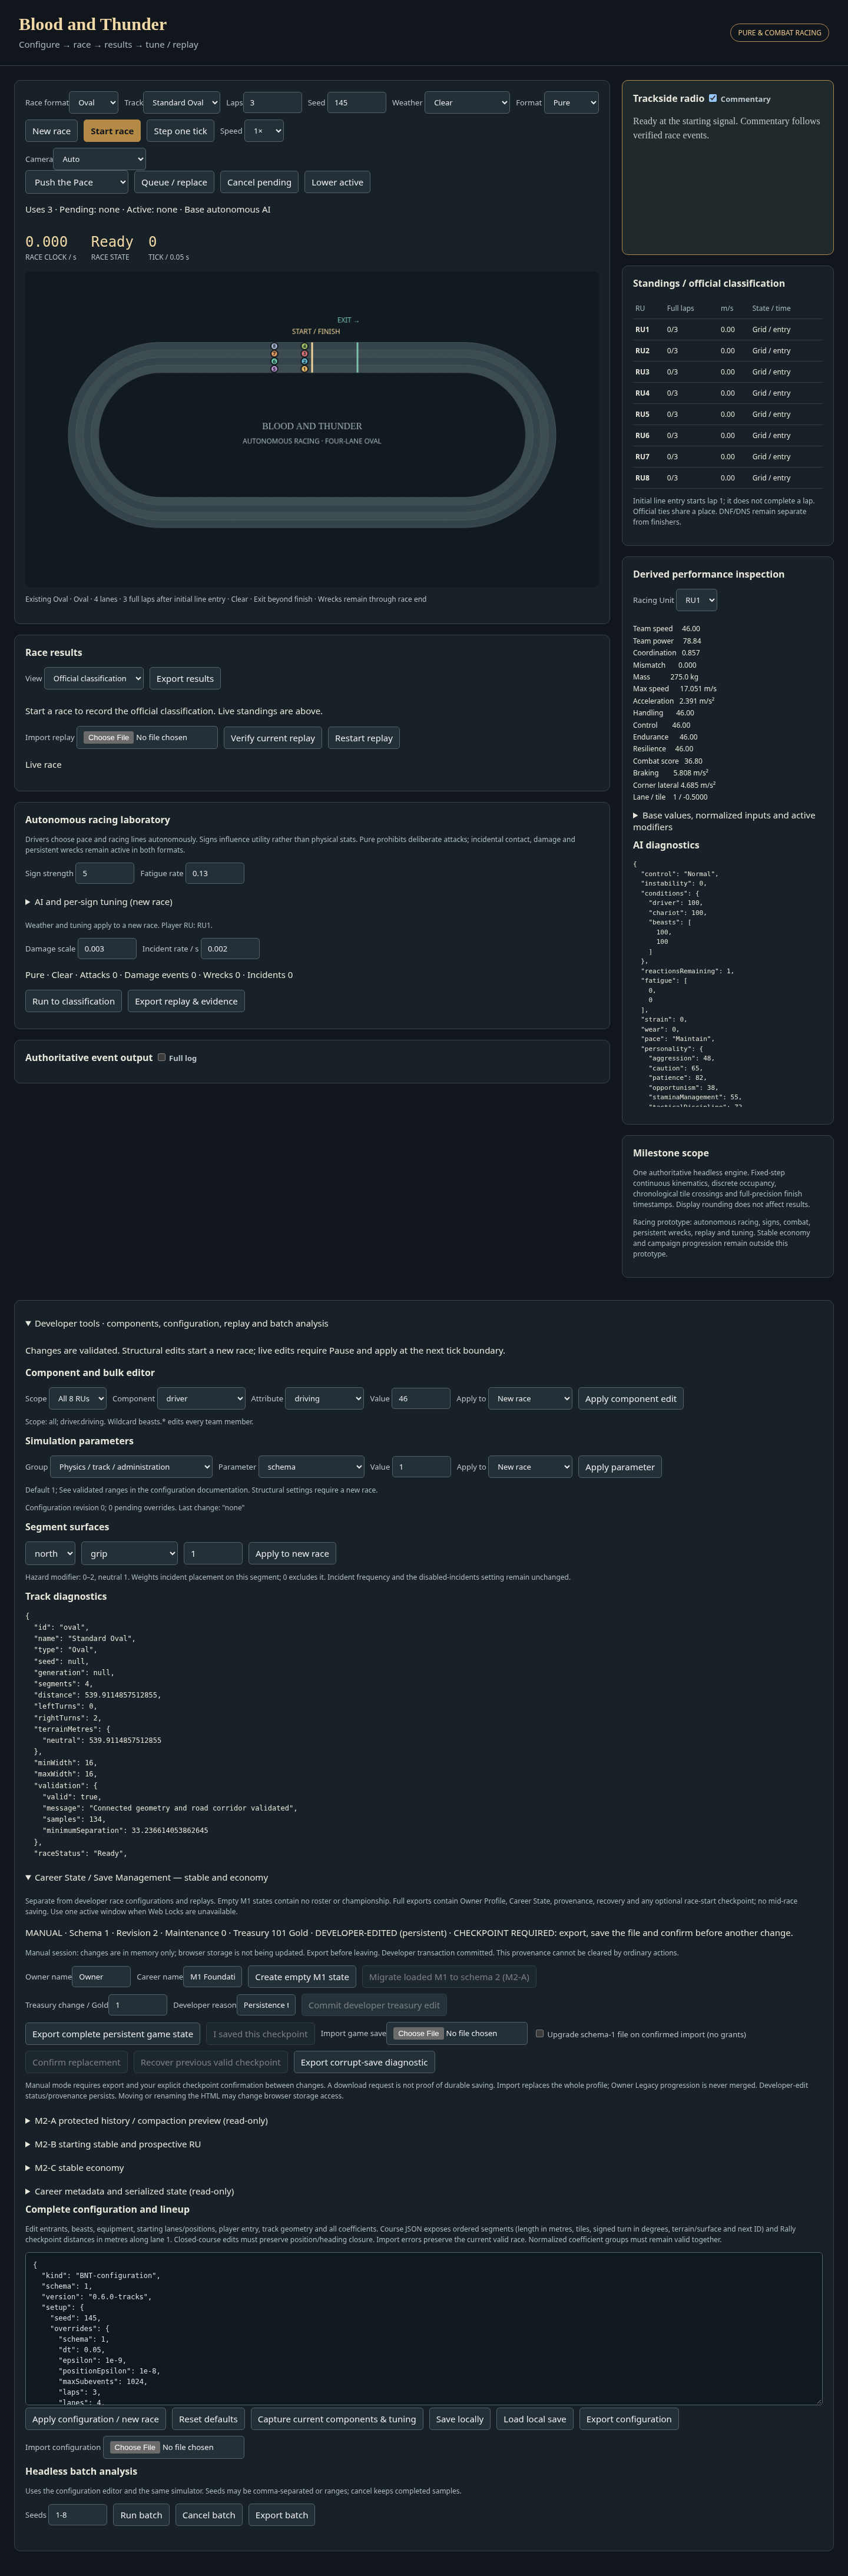 Blood and Thunder
Configure → race → results → tune / replay
PURE & COMBAT RACING
Race format Oval Track Standard Oval Laps 3 Seed 145 Weather Clear Format Pure
New race Start race Step one tick Speed 1×
Camera Auto
Push the Pace Queue / replace Cancel pending Lower active
Uses 3 · Pending: none · Active: none · Base autonomous AI
0.000 Ready 0
RACE CLOCK / s RACE STATE TICK / 0.05 s
EXIT →
START / FINISH
BLOOD AND THUNDER
AUTONOMOUS RACING · FOUR-LANE OVAL
Existing Oval · Oval · 4 lanes · 3 full laps after initial line entry · Clear · Exit beyond finish · Wrecks remain through race end
Race results
View Official classification Export results
Start a race to record the official classification. Live standings are above.
Import replay Choose File No file chosen Verify current replay Restart replay
Live race
Autonomous racing laboratory
Drivers choose pace and racing lines autonomously. Signs influence utility rather than physical stats. Pure prohibits deliberate attacks; incidental contact, damage and
persistent wrecks remain active in both formats.
Sign strength 5 Fatigue rate 0.13
▶ AI and per-sign tuning (new race)
Weather and tuning apply to a new race. Player RU: RU1.
Damage scale 0.003 Incident rate / s 0.002
Pure · Clear · Attacks 0 · Damage events 0 · Wrecks 0 · Incidents 0
Run to classification Export replay & evidence
Authoritative event output Full log
Trackside radio Commentary
Ready at the starting signal. Commentary follows
verified race events.
Standings / official classification
RU Full laps m/s State / time
RU1 0/3 0.00 Grid / entry
RU2 0/3 0.00 Grid / entry
RU3 0/3 0.00 Grid / entry
RU4 0/3 0.00 Grid / entry
RU5 0/3 0.00 Grid / entry
RU6 0/3 0.00 Grid / entry
RU7 0/3 0.00 Grid / entry
RU8 0/3 0.00 Grid / entry
Initial line entry starts lap 1; it does not complete a lap.
Official ties share a place. DNF/DNS remain separate
from finishers.
Derived performance inspection
Racing Unit RU1
Team speed 46.00
Team power 78.84
Coordination 0.857
Mismatch 0.000
Mass 275.0 kg
Max speed 17.051 m/s
Acceleration 2.391 m/s²
Handling 46.00
Control 46.00
Endurance 46.00
Resilience 46.00
Combat score 36.80
Braking 5.808 m/s²
Corner lateral 4.685 m/s²
Lane / tile 1 / -0.5000
▶ Base values, normalized inputs and active
modifiers
AI diagnostics
{
"control": "Normal",
"instability": 0,
"conditions": {
"driver": 100,
"chariot": 100,
"beasts": [
100,
100
]
},
"reactionsRemaining": 1,
"fatigue": [
0,
0
],
"strain": 0,
"wear": 0,
"pace": "Maintain",
"personality": {
"aggression": 48,
"caution": 65,
"patience": 82,
"opportunism": 38,
"staminaManagement": 55,
Milestone scope
One authoritative headless engine. Fixed-step
continuous kinematics, discrete occupancy,
chronological tile crossings and full-precision finish
timestamps. Display rounding does not affect results.
Racing prototype: autonomous racing, signs, combat,
persistent wrecks, replay and tuning. Stable economy
and campaign progression remain outside this
prototype.
▼ Developer tools · components, configuration, replay and batch analysis
Changes are validated. Structural edits start a new race; live edits require Pause and apply at the next tick boundary.
Component and bulk editor
Scope All 8 RUs Component driver Attribute driving Value 46 Apply to New race Apply component edit
Scope: all; driver.driving. Wildcard beasts.* edits every team member.
Simulation parameters
Group Physics / track / administration Parameter schema Value 1 Apply to New race Apply parameter
Default 1; See validated ranges in the configuration documentation. Structural settings require a new race.
Configuration revision 0; 0 pending overrides. Last change: "none"
Segment surfaces
north grip 1 Apply to new race
Hazard modifier: 0–2, neutral 1. Weights incident placement on this segment; 0 excludes it. Incident frequency and the disabled-incidents setting remain unchanged.
Track diagnostics
{
"id": "oval",
"name": "Standard Oval",
"type": "Oval",
"seed": null,
"generation": null,
"segments": 4,
"distance": 539.9114857512855,
"leftTurns": 0,
"rightTurns": 2,
"terrainMetres": {
"neutral": 539.9114857512855
},
"minWidth": 16,
"maxWidth": 16,
"validation": {
"valid": true,
"message": "Connected geometry and road corridor validated",
"samples": 134,
"minimumSeparation": 33.236614053862645
},
"raceStatus": "Ready",
▼ Career State / Save Management — stable and economy
Separate from developer race configurations and replays. Empty M1 states contain no roster or championship. Full exports contain Owner Profile, Career State, provenance, recovery and any optional race-start checkpoint; no mid-race
saving. Use one active window when Web Locks are unavailable.
MANUAL · Schema 1 · Revision 2 · Maintenance 0 · Treasury 101 Gold · DEVELOPER-EDITED (persistent) · CHECKPOINT REQUIRED: export, save the file and confirm before another change.
Manual session: changes are in memory only; browser storage is not being updated. Export before leaving. Developer transaction committed. This provenance cannot be cleared by ordinary actions.
Owner name Owner Career name M1 Foundati Create empty M1 state Migrate loaded M1 to schema 2 (M2-A)
Treasury change / Gold 1 Developer reason Persistence t Commit developer treasury edit
Export complete persistent game state I saved this checkpoint Import game save Choose File No file chosen Upgrade schema-1 file on confirmed import (no grants)
Confirm replacement Recover previous valid checkpoint Export corrupt-save diagnostic
Manual mode requires export and your explicit checkpoint confirmation between changes. A download request is not proof of durable saving. Import replaces the whole profile; Owner Legacy progression is never merged. Developer-edit
status/provenance persists. Moving or renaming the HTML may change browser storage access.
▶ M2-A protected history / compaction preview (read-only)
▶ M2-B starting stable and prospective RU
▶ M2-C stable economy
▶ Career metadata and serialized state (read-only)
Complete configuration and lineup
Edit entrants, beasts, equipment, starting lanes/positions, player entry, track geometry and all coefficients. Course JSON exposes ordered segments (length in metres, tiles, signed turn in degrees, terrain/surface and next ID) and Rally
checkpoint distances in metres along lane 1. Closed-course edits must preserve position/heading closure. Import errors preserve the current valid race. Normalized coefficient groups must remain valid together.
{
"kind": "BNT-configuration",
"schema": 1,
"version": "0.6.0-tracks",
"setup": {
"seed": 145,
"overrides": {
"schema": 1,
"dt": 0.05,
"epsilon": 1e-9,
"positionEpsilon": 1e-8,
"maxSubevents": 1024,
"laps": 3,
"lanes": 4,
Apply configuration / new race Reset defaults Capture current components & tuning Save locally Load local save Export configuration
Import configuration Choose File No file chosen
Headless batch analysis
Uses the configuration editor and the same simulator. Seeds may be comma-separated or ranges; cancel keeps completed samples.
Seeds 1-8 Run batch Cancel batch Export batch